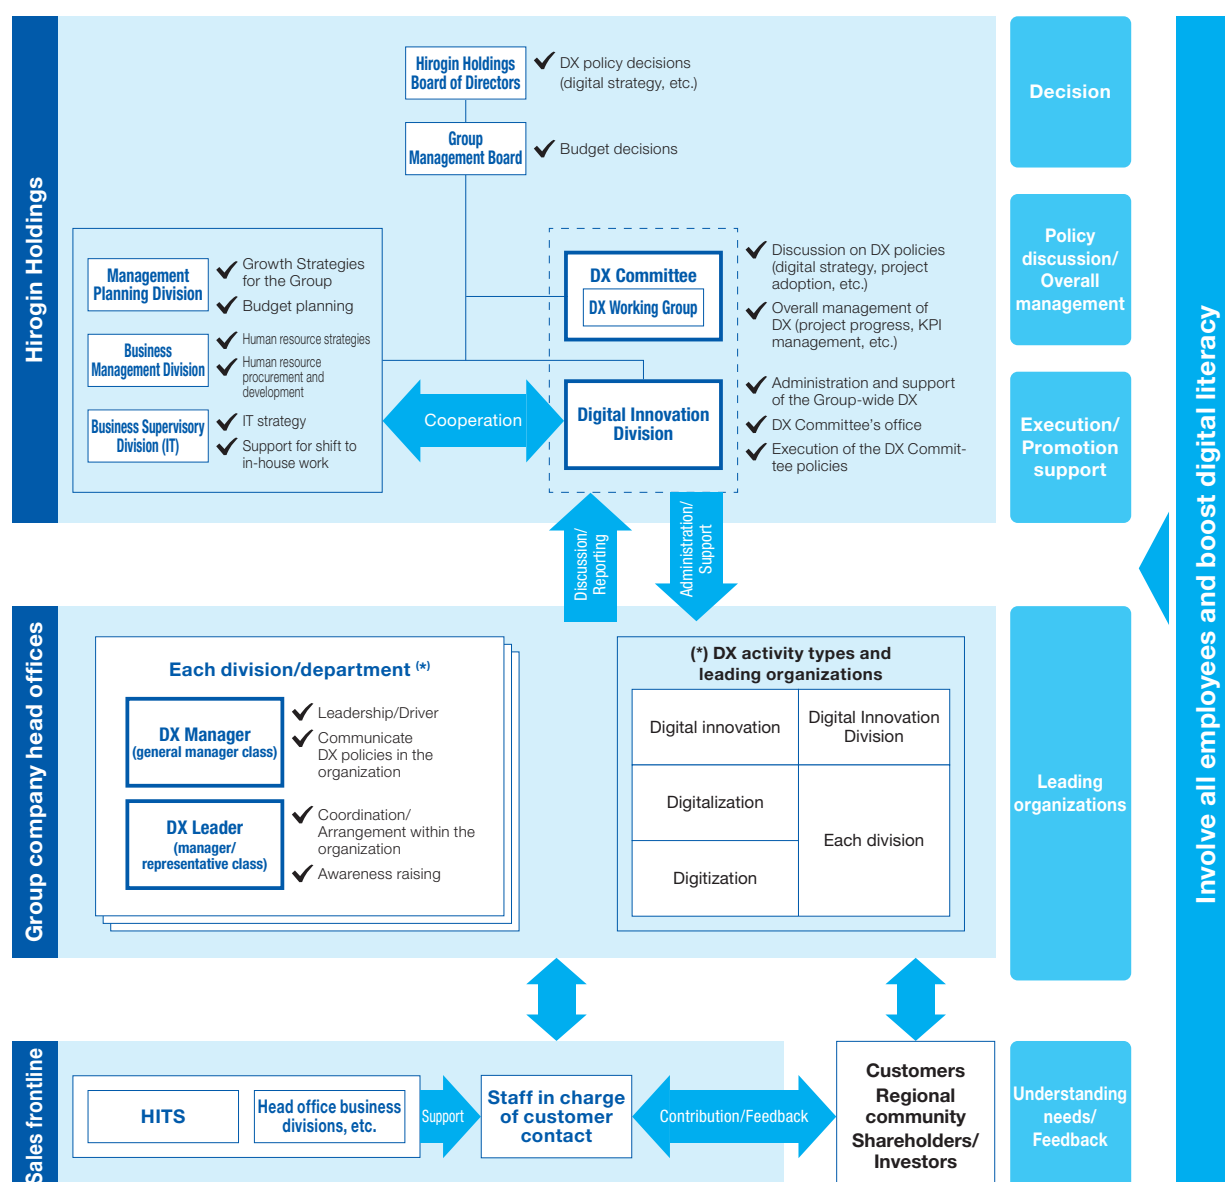 Hirogin Holdings
Hirogin Holdings
Board of Directors
✓ DX policy decisions
(digital strategy, etc.)
Group
Management Board
✓ Budget decisions
Management
Planning Division
✓ Growth Strategies
for the Group
✓ Budget planning
Business
Management Division
✓ Human resource strategies
✓ Human resource
procurement and
development
Business Supervisory
Division (IT)
✓ IT strategy
✓ Support for shift to
in-house work
Cooperation
DX Committee
DX Working Group
✓ Discussion on DX policies
(digital strategy, project
adoption, etc.)
✓ Overall management of
DX (project progress, KPI
management, etc.)
Digital Innovation
Division
✓ Administration and support
of the Group-wide DX
✓ DX Committee's office
✓ Execution of the DX Commit-
tee policies
Decision
Policy
discussion/
Overall
management
Execution/
Promotion
support
Discussion/
Reporting
Administration/
Support
Group company head offices
Each division/department (*)
DX Manager
(general manager class)
✓ Leadership/Driver
✓ Communicate
DX policies in the
organization
DX Leader
(manager/
representative class)
✓ Coordination/
Arrangement within the
organization
✓ Awareness raising
(*) DX activity types and
leading organizations
Digital innovation
Digital Innovation
Division
Digitalization
Digitization
Each division
Leading
organizations
Sales frontline
HITS
Head office business
divisions, etc.
Support
Staff in charge
of customer
contact
Contribution/Feedback
Customers
Regional
community
Shareholders/
Investors
Understanding
needs/
Feedback
Involve all employees and boost digital literacy